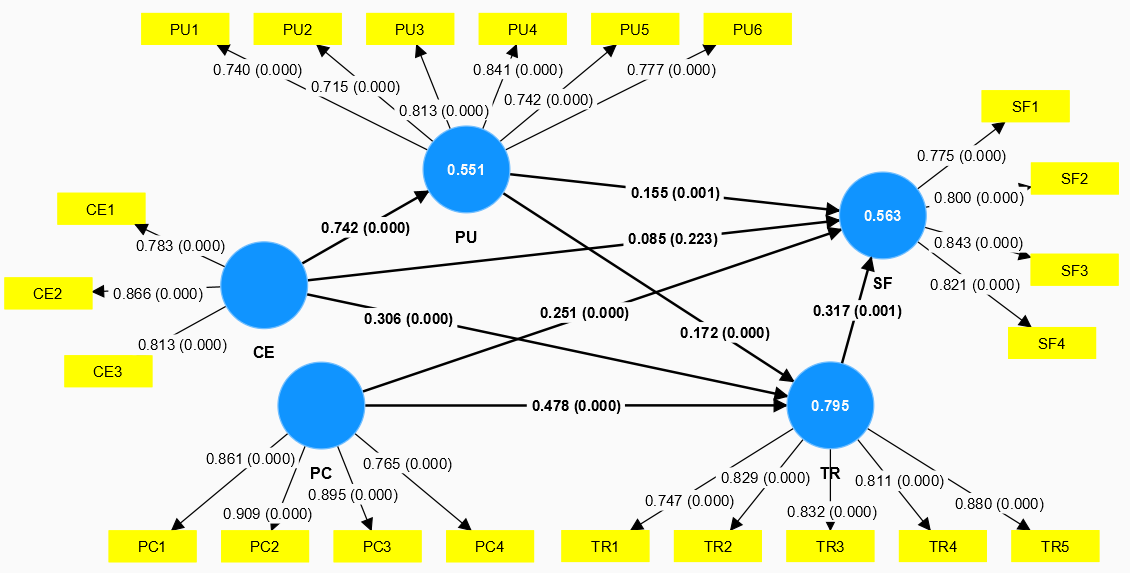 PU1
PU2
PU3
PU4
PU5
PU6
0.740 (0.000)
0.715 (0.000)
0.813 (0.000)
0.841 (0.000)
0.742 (0.000)
0.777 (0.000)
0.551
PU
SF1
SF2
SF3
SF4
0.775 (0.000)
0.800 (0.000)
0.843 (0.000)
0.821 (0.000)
0.563
SF
CE1
CE2
CE3
0.783 (0.000)
0.866 (0.000)
0.813 (0.000)
CE
0.742 (0.000)
0.155 (0.001)
0.085 (0.223)
0.251 (0.000)
0.306 (0.000)
0.172 (0.000)
0.317 (0.001)
0.478 (0.000)
0.795
TR
PC
0.861 (0.000)
0.909 (0.000)
0.895 (0.000)
0.765 (0.000)
PC1
PC2
PC3
PC4
0.747 (0.000)
0.829 (0.000)
0.832 (0.000)
0.811 (0.000)
0.880 (0.000)
TR1
TR2
TR3
TR4
TR5